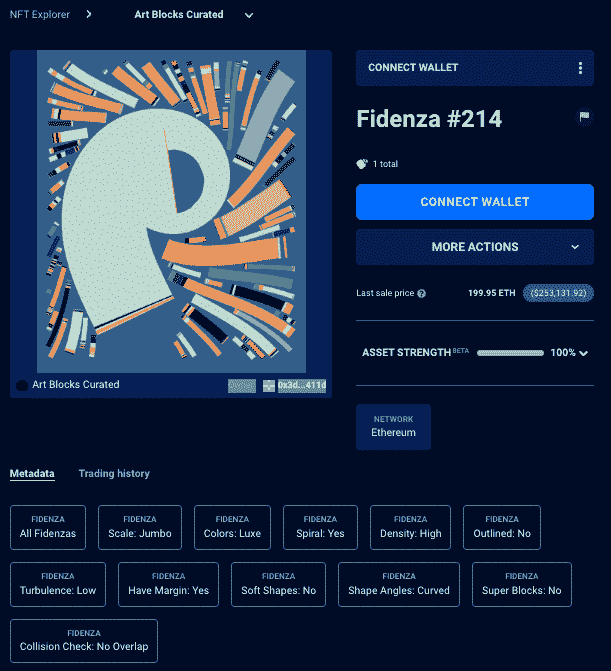 NFT Explorer
Art Blocks Curated
CONNECT WALLET
Fidenza #214
1 total
CONNECT WALLET
MORE ACTIONS
Last sale price
199.95 ETH
($253,131.92)
ASSET STRENGTH BETA
100%
Art Blocks Curated
0x3d...411d
NETWORK
Ethereum
Metadata
Trading history
FIDENZA
All Fidenzas
FIDENZA
Scale: Jumbo
FIDENZA
Colors: Luxe
FIDENZA
Spiral: Yes
FIDENZA
Density: High
FIDENZA
Outlined: No
FIDENZA
Turbulence: Low
FIDENZA
Have Margin: Yes
FIDENZA
Soft Shapes: No
FIDENZA
Shape Angles: Curved
FIDENZA
Super Blocks: No
FIDENZA
Collision Check: No Overlap